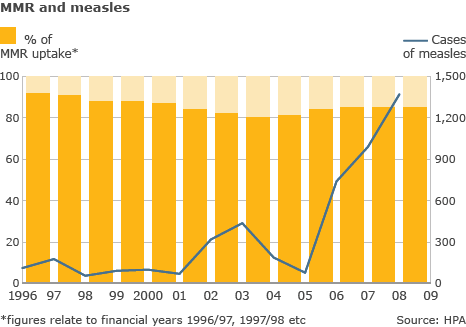 MMR and measles
% of
MMR uptake*
Cases
of measles
100 1,500
80 1,200
60 900
40 600
20 300
0 0
1996 97 98 99 2000 01 02 03 04 05 06 07 08 09
*figures relate to financial years 1996/97, 1997/98 etc Source: HPA